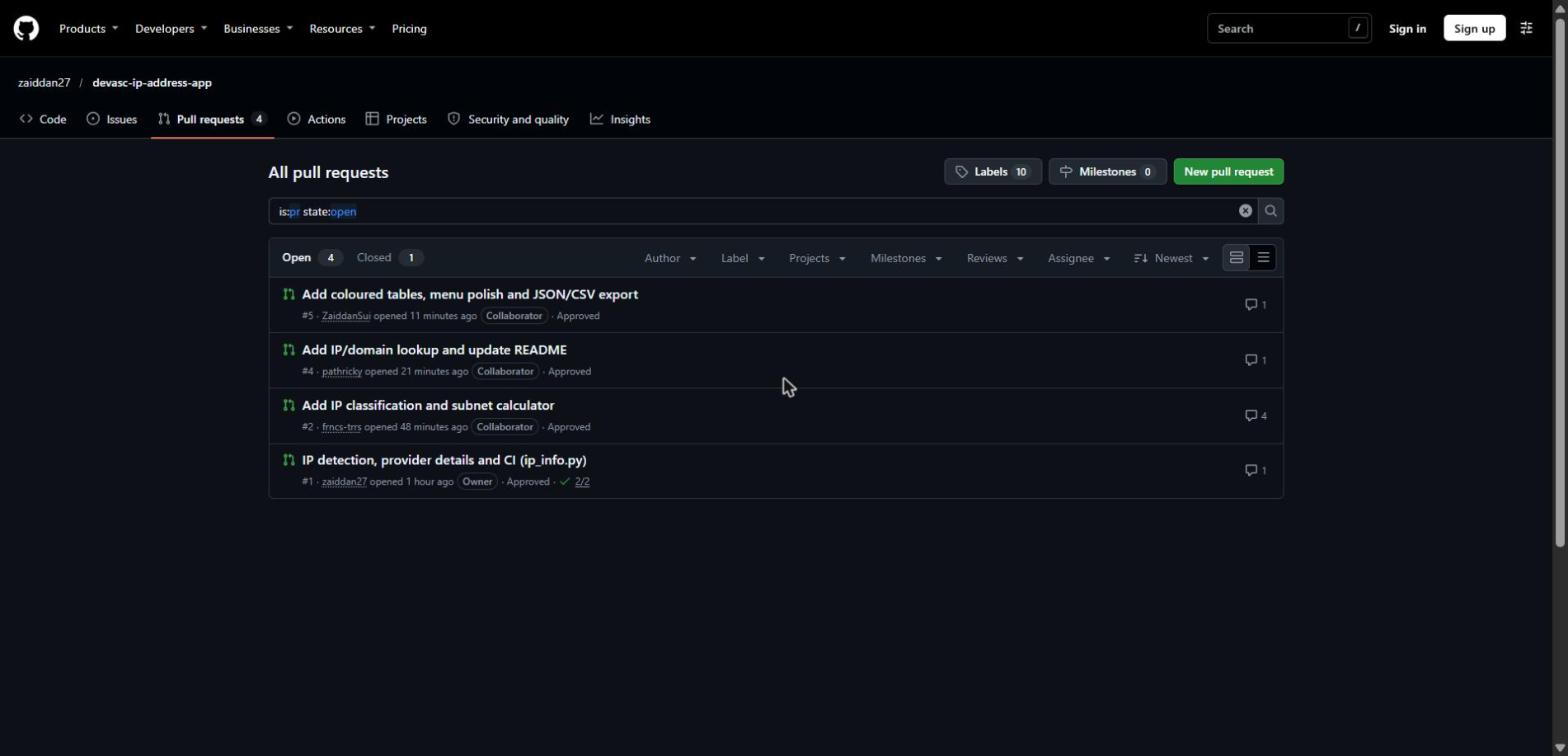 Products Developers Businesses Resources Pricing Search / Sign in Sign up
zaiddan27 / devasc-ip-address-app
Code Issues Pull requests 4 Actions Projects Security and quality Insights
All pull requests Labels 10 Milestones 0 New pull request
is:pr state:open
Open 4 Closed 1 Author Label Projects Milestones Reviews Assignee Newest
Add coloured tables, menu polish and JSON/CSV export
#5 · ZaiddanSui opened 11 minutes ago Collaborator · Approved 1
Add IP/domain lookup and update README
#4 · pathricky opened 21 minutes ago Collaborator · Approved 1
Add IP classification and subnet calculator
#2 · frncs-trrs opened 48 minutes ago Collaborator · Approved 4
IP detection, provider details and CI (ip_info.py)
#1 · zaiddan27 opened 1 hour ago Owner · Approved · ✓ 2/2 1